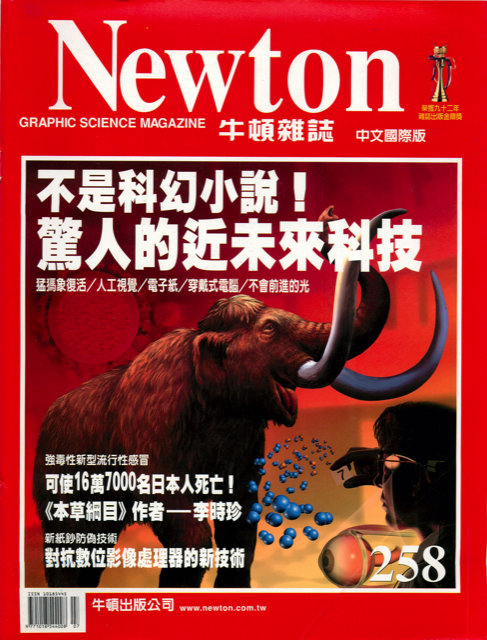 Newton
GRAPHIC SCIENCE MAGAZINE 牛頓雜誌 中文國際版
榮獲九十二年
雜誌出版金鼎獎
不是科幻小說！
驚人的近未來科技
猛獁象復活／人工視覺／電子紙／穿戴式電腦／不會前進的光
強毒性新型流行性感冒
可使16萬7000名日本人死亡！
《本草綱目》作者——李時珍
新紙鈔防偽技術
對抗數位影像處理器的新技術
258
牛頓出版公司 www.newton.com.tw